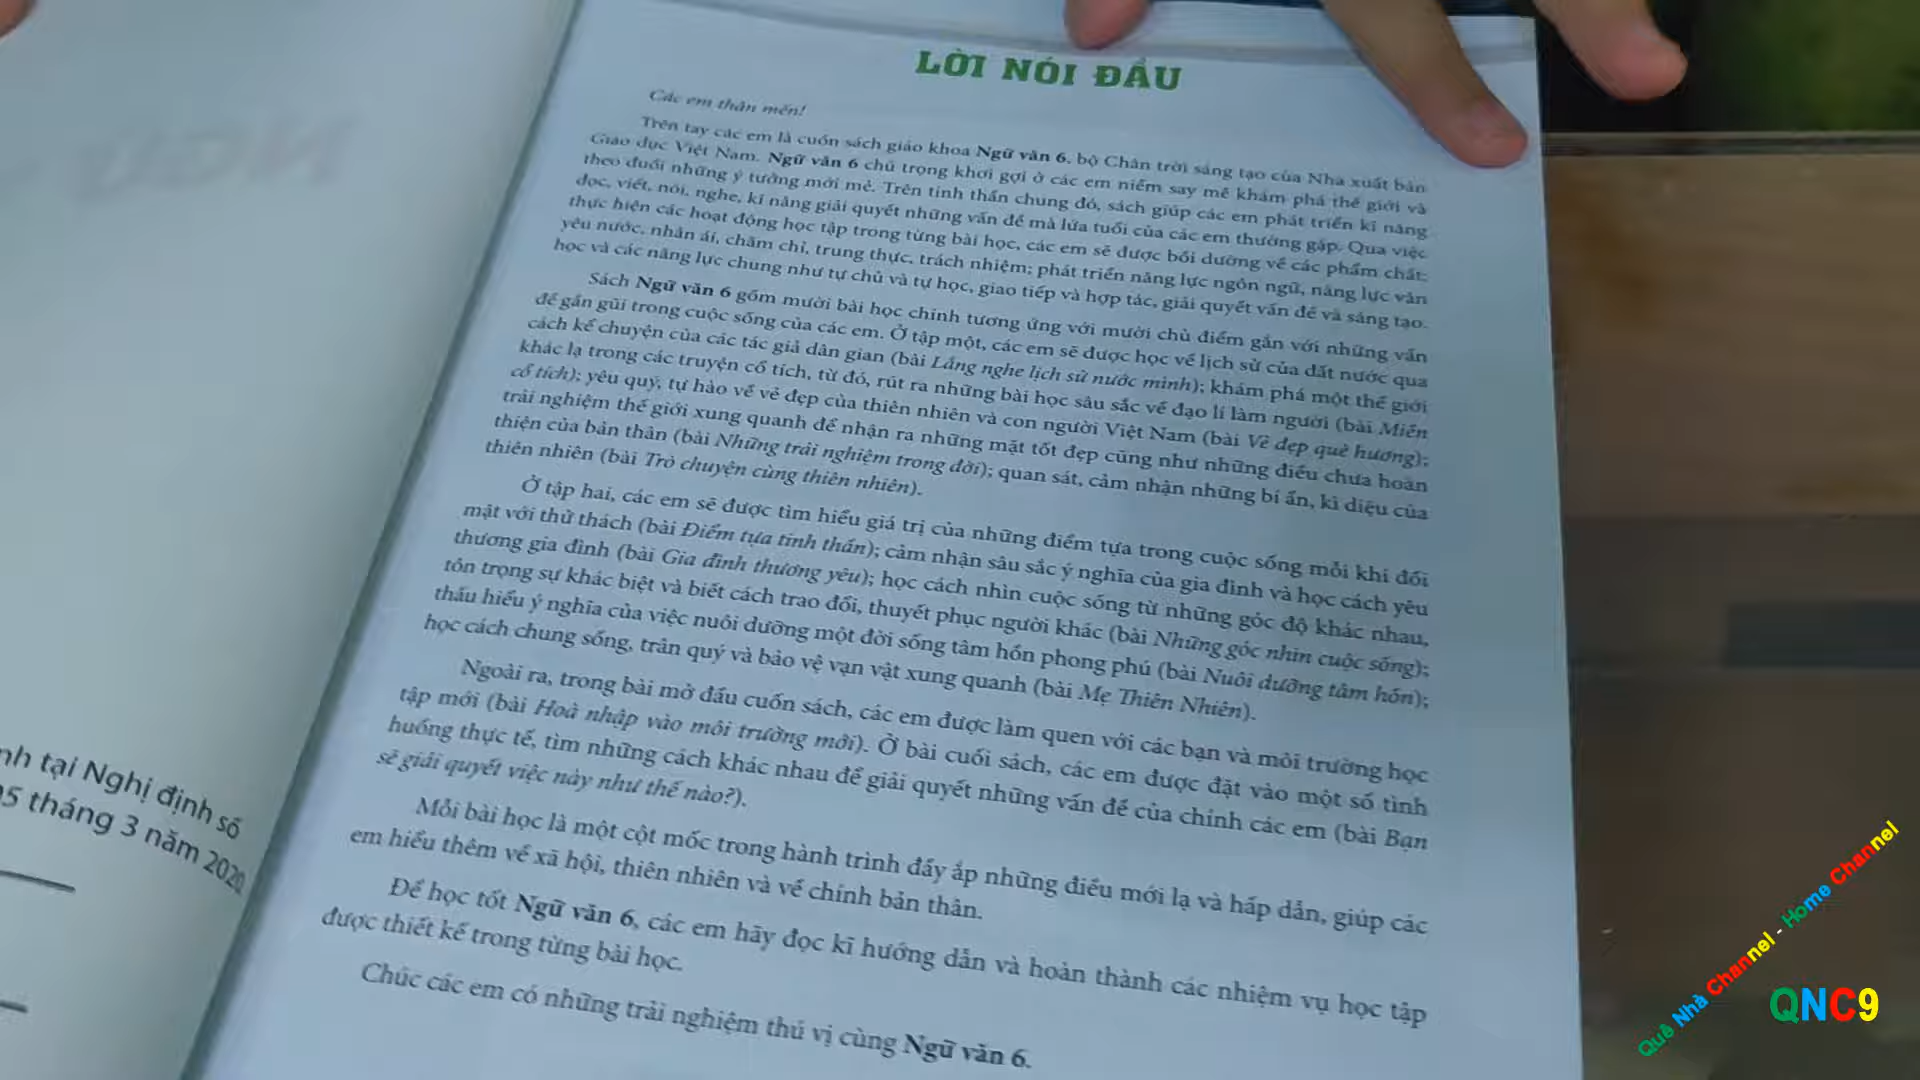 LỜI NÓI ĐẦU
Các em thân mến!
Trên tay các em là cuốn sách giáo khoa Ngữ văn 6, bộ Chân trời sáng tạo của Nhà xuất bản
Giáo dục Việt Nam. Ngữ văn 6 chú trọng khơi gợi ở các em niềm say mê khám phá thế giới và
theo đuổi những ý tưởng mới mẻ. Trên tinh thần chung đó, sách giúp các em phát triển kĩ năng
đọc, viết, nói, nghe, kĩ năng giải quyết những vấn đề mà lứa tuổi của các em thường gặp. Qua việc
thực hiện các hoạt động học tập trong từng bài học, các em sẽ được bồi dưỡng về các phẩm chất:
yêu nước, nhân ái, chăm chỉ, trung thực, trách nhiệm; phát triển năng lực ngôn ngữ, năng lực văn
học và các năng lực chung như tự chủ và tự học, giao tiếp và hợp tác, giải quyết vấn đề và sáng tạo.
Sách Ngữ văn 6 gồm mười bài học chính tương ứng với mười chủ điểm gắn với những vấn
đề gần gũi trong cuộc sống của các em. Ở tập một, các em sẽ được học về lịch sử của đất nước qua
cách kể chuyện của các tác giả dân gian (bài Lắng nghe lịch sử nước mình); khám phá một thế giới
khác lạ trong các truyện cổ tích, từ đó, rút ra những bài học sâu sắc về đạo lí làm người (bài Miền
cổ tích); yêu quý, tự hào về vẻ đẹp của thiên nhiên và con người Việt Nam (bài Vẻ đẹp quê hương);
trải nghiệm thế giới xung quanh để nhận ra những mặt tốt đẹp cũng như những điều chưa hoàn
thiện của bản thân (bài Những trải nghiệm trong đời); quan sát, cảm nhận những bí ẩn, kì diệu của
thiên nhiên (bài Trò chuyện cùng thiên nhiên).
Ở tập hai, các em sẽ được tìm hiểu giá trị của những điểm tựa trong cuộc sống mỗi khi đối
mặt với thử thách (bài Điểm tựa tinh thần); cảm nhận sâu sắc ý nghĩa của gia đình và học cách yêu
thương gia đình (bài Gia đình thương yêu); học cách nhìn cuộc sống từ những góc độ khác nhau,
tôn trọng sự khác biệt và biết cách trao đổi, thuyết phục người khác (bài Những góc nhìn cuộc sống);
thấu hiểu ý nghĩa của việc nuôi dưỡng một đời sống tâm hồn phong phú (bài Nuôi dưỡng tâm hồn);
học cách chung sống, trân quý và bảo vệ vạn vật xung quanh (bài Mẹ Thiên Nhiên).
Ngoài ra, trong bài mở đầu cuốn sách, các em được làm quen với các bạn và môi trường học
tập mới (bài Hoà nhập vào môi trường mới). Ở bài cuối sách, các em được đặt vào một số tình
huống thực tế, tìm những cách khác nhau để giải quyết những vấn đề của chính các em (bài Bạn
sẽ giải quyết việc này như thế nào?).
Mỗi bài học là một cột mốc trong hành trình đầy ắp những điều mới lạ và hấp dẫn, giúp các
em hiểu thêm về xã hội, thiên nhiên và về chính bản thân.
Để học tốt Ngữ văn 6, các em hãy đọc kĩ hướng dẫn và hoàn thành các nhiệm vụ học tập
được thiết kế trong từng bài học.
Chúc các em có những trải nghiệm thú vị cùng Ngữ văn 6.
nh tại Nghị định số
05 tháng 3 năm 2020
Quê Nhà Channel - Home Channel
QNC9